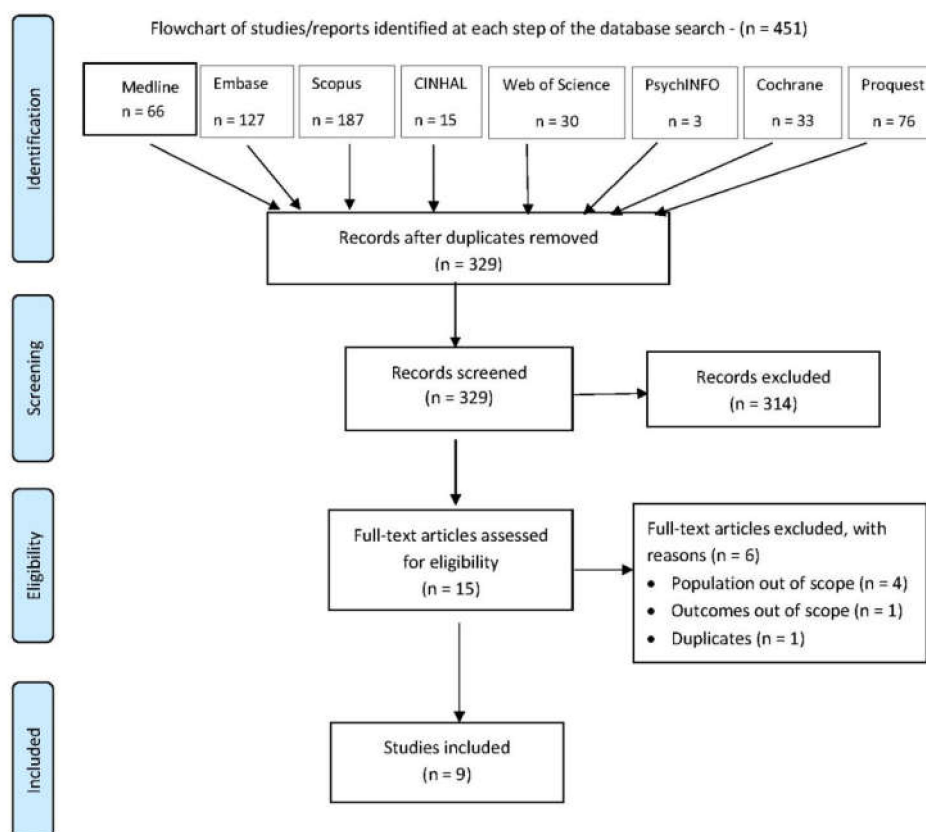 Flowchart of studies/reports identified at each step of the database search - (n = 451)
Identification
Medline
n = 66
Embase
n = 127
Scopus
n = 187
CINHAL
n = 15
Web of Science
n = 30
PsychINFO
n = 3
Cochrane
n = 33
Proquest
n = 76
Records after duplicates removed
(n = 329)
Screening
Records screened
(n = 329)
Records excluded
(n = 314)
Eligibility
Full-text articles assessed
for eligibility
(n = 15)
Full-text articles excluded, with
reasons (n = 6)
• Population out of scope (n = 4)
• Outcomes out of scope (n = 1)
• Duplicates (n = 1)
Included
Studies included
(n = 9)